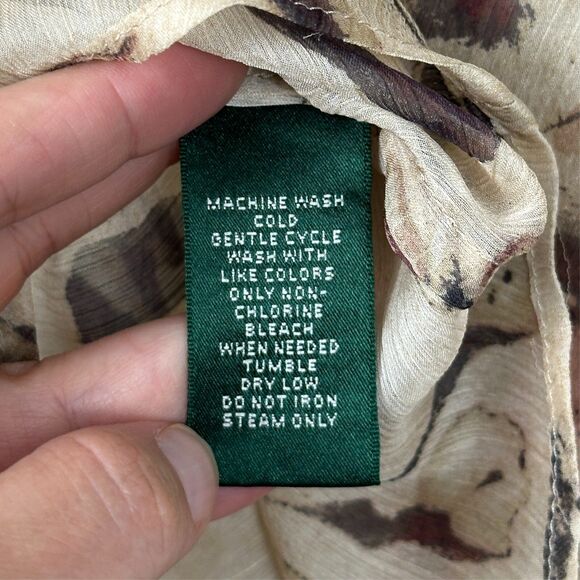 MACHINE WASH
COLD
GENTLE CYCLE
WASH WITH
LIKE COLORS
ONLY NON-
CHLORINE
BLEACH
WHEN NEEDED
TUMBLE
DRY LOW
DO NOT IRON
STEAM ONLY